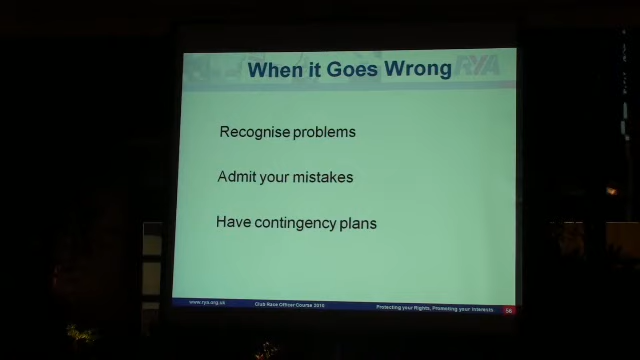 When it Goes Wrong
RYA
Recognise problems
Admit your mistakes
Have contingency plans
www.rya.org.uk Club Race Officer Course 2010 Protecting your Rights, Promoting your Interests 56